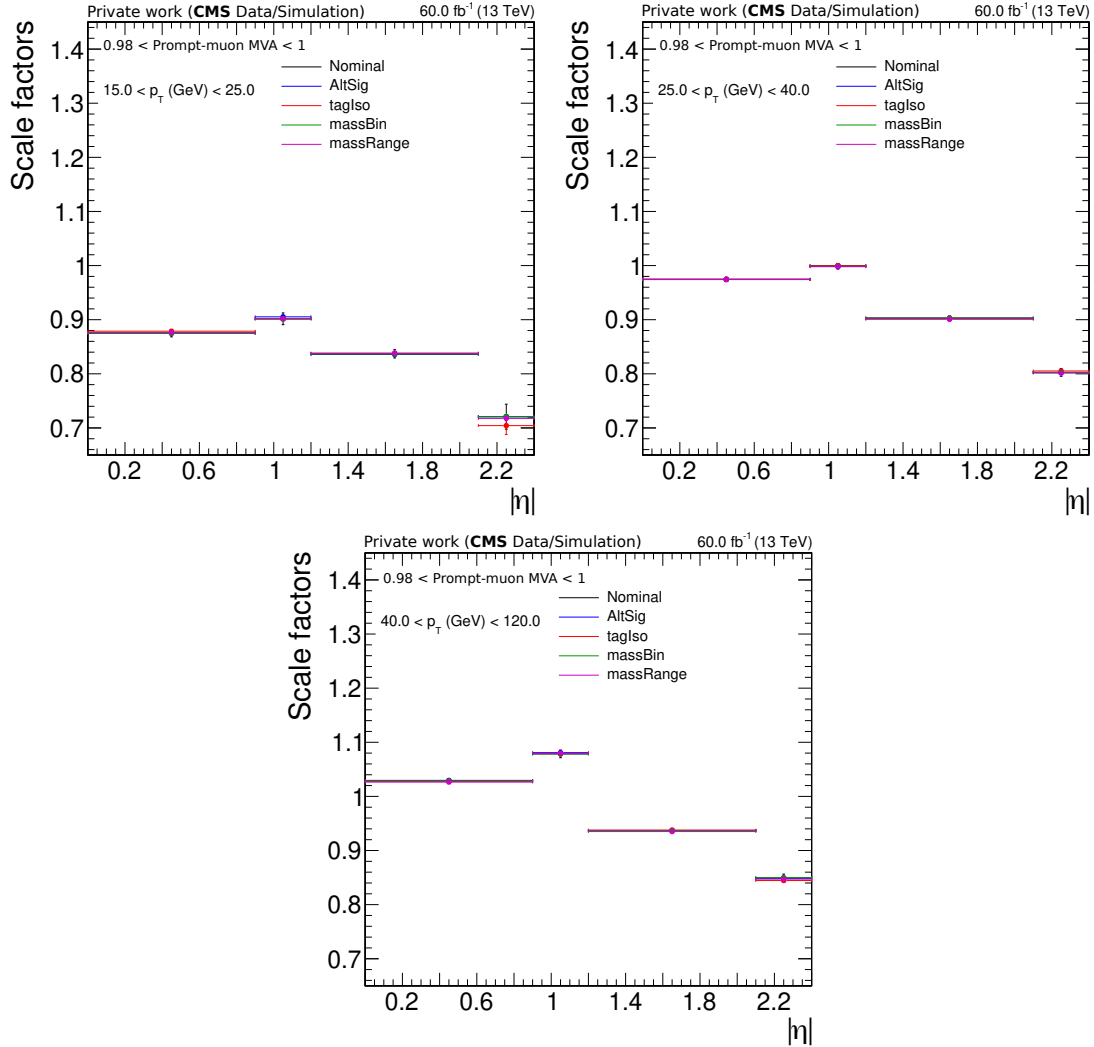 Private work (CMS Data/Simulation) 60.0 fb⁻¹ (13 TeV)
0.98 < Prompt-muon MVA < 1
15.0 < p_T (GeV) < 25.0
Nominal
AltSig
tagIso
massBin
massRange
Scale factors
1.4
1.3
1.2
1.1
1
0.9
0.8
0.7
0.2 0.6 1 1.4 1.8 2.2
|η|
Private work (CMS Data/Simulation) 60.0 fb⁻¹ (13 TeV)
0.98 < Prompt-muon MVA < 1
25.0 < p_T (GeV) < 40.0
Nominal
AltSig
tagIso
massBin
massRange
Scale factors
1.4
1.3
1.2
1.1
1
0.9
0.8
0.7
0.2 0.6 1 1.4 1.8 2.2
|η|
Private work (CMS Data/Simulation) 60.0 fb⁻¹ (13 TeV)
0.98 < Prompt-muon MVA < 1
40.0 < p_T (GeV) < 120.0
Nominal
AltSig
tagIso
massBin
massRange
Scale factors
1.4
1.3
1.2
1.1
1
0.9
0.8
0.7
0.2 0.6 1 1.4 1.8 2.2
|η|